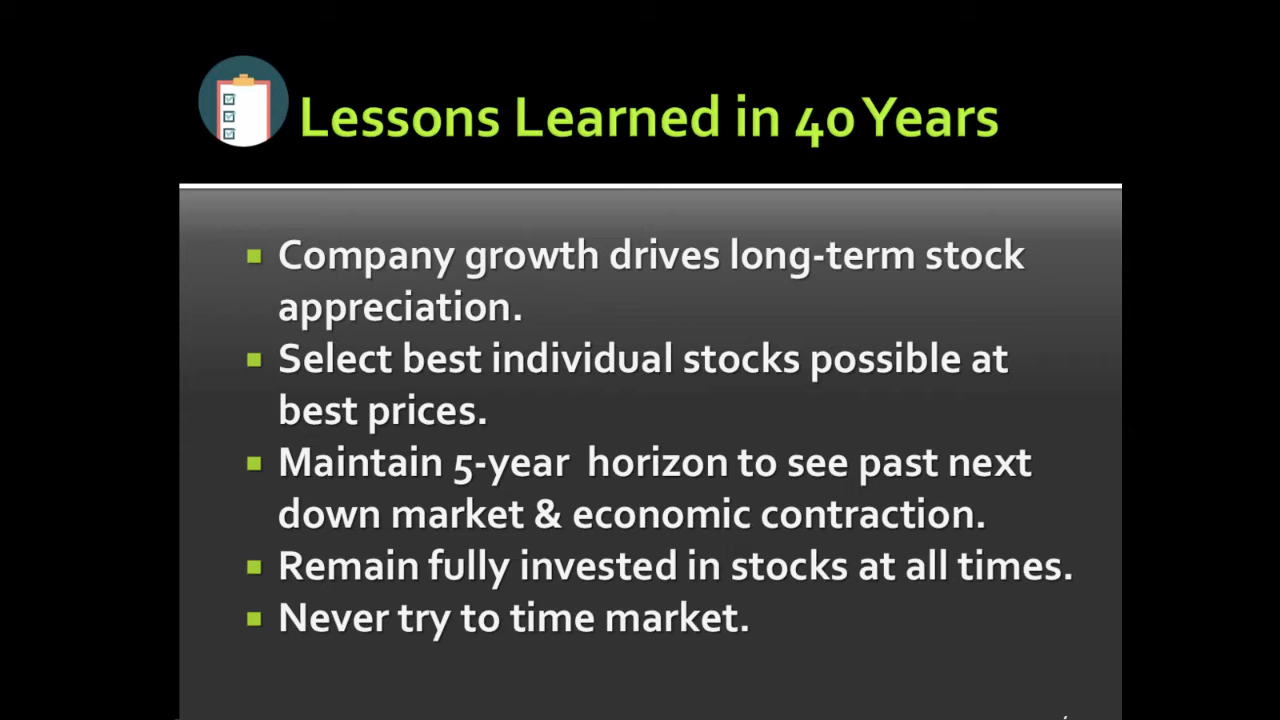 Lessons Learned in 40 Years
▪ Company growth drives long-term stock
appreciation.
▪ Select best individual stocks possible at
best prices.
▪ Maintain 5-year horizon to see past next
down market & economic contraction.
▪ Remain fully invested in stocks at all times.
▪ Never try to time market.